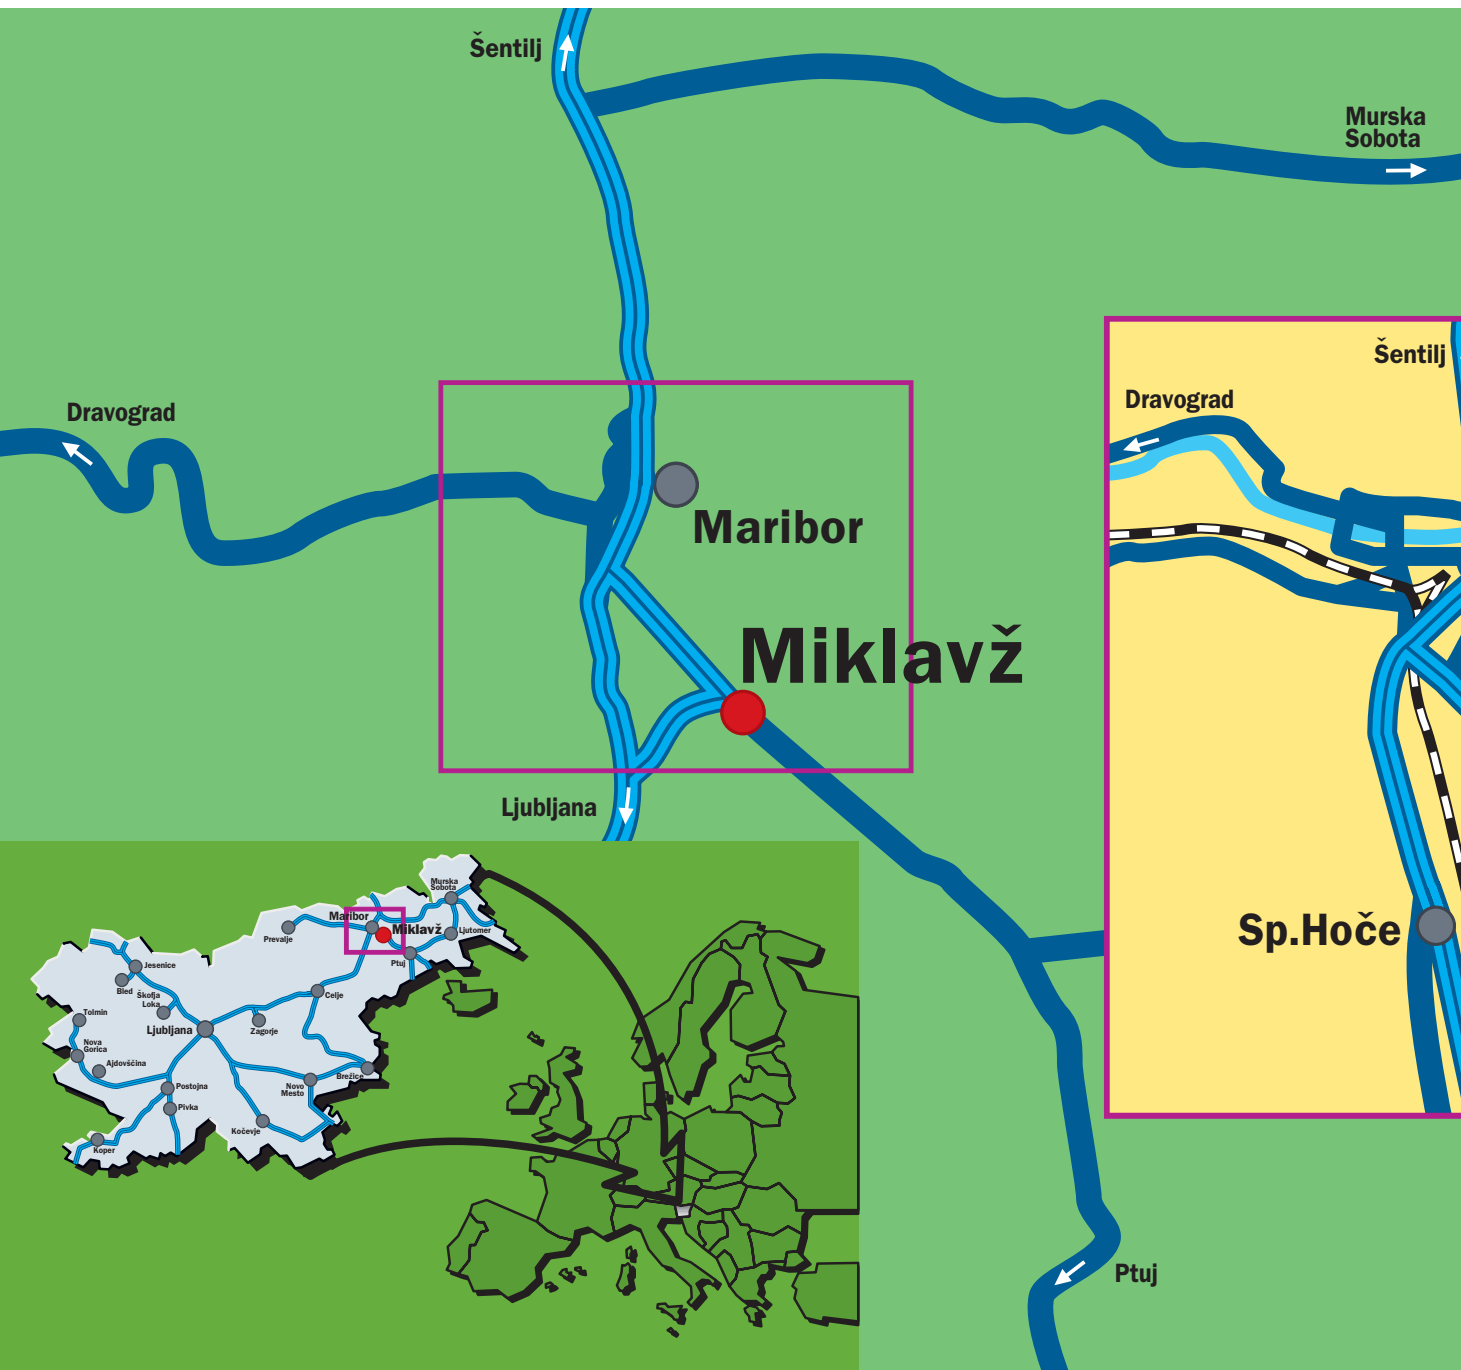 Šentilj
Murska
Sobota
Dravograd
Maribor
Miklavž
Ljubljana
Ptuj
Šentilj
Dravograd
Sp.Hoče
Murska
Sobota
Maribor
Miklavž
Ljutomer
Prevalje
Ptuj
Jesenice
Bled
Škofja
Loka
Celje
Tolmin
Ljubljana
Zagorje
Nova
Gorica
Ajdovščina
Brežice
Postojna
Novo
Mesto
Pivka
Kočevje
Koper